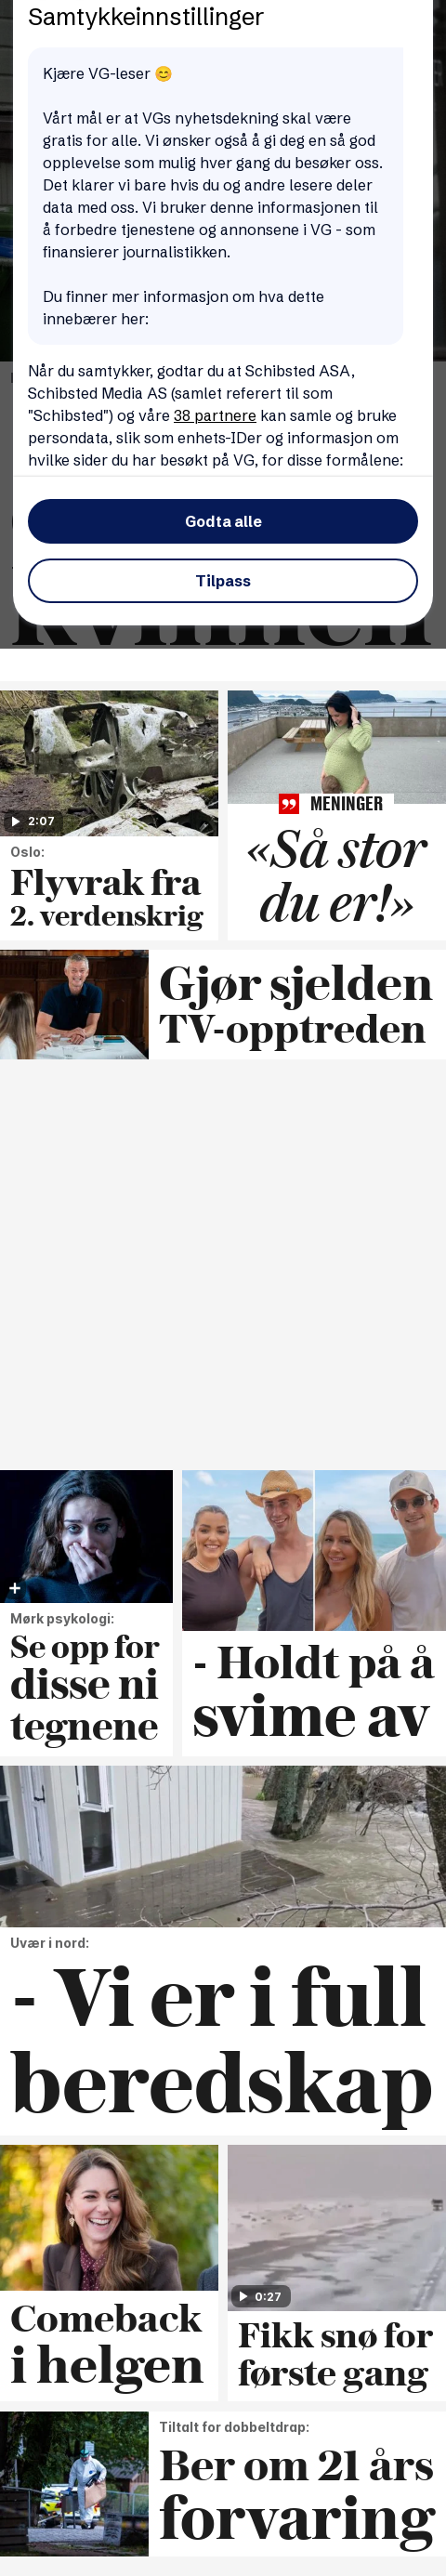 Samtykkeinnstillinger
Kjære VG-leser 😊
Vårt mål er at VGs nyhetsdekning skal være
gratis for alle. Vi ønsker også å gi deg en så god
opplevelse som mulig hver gang du besøker oss.
Det klarer vi bare hvis du og andre lesere deler
data med oss. Vi bruker denne informasjonen til
å forbedre tjenestene og annonsene i VG - som
finansierer journalistikken.
Du finner mer informasjon om hva dette
innebærer her:
Når du samtykker, godtar du at Schibsted ASA,
Schibsted Media AS (samlet referert til som
"Schibsted") og våre 38 partnere kan samle og bruke
persondata, slik som enhets-IDer og informasjon om
hvilke sider du har besøkt på VG, for disse formålene:
Godta alle
Tilpass
kvinnen
2:07
Oslo:
Flyvrak fra
2. verdenskrig
MENINGER
«Så stor
du er!»
Gjør sjelden
TV-opptreden
Mørk psykologi:
Se opp for
disse ni
tegnene
- Holdt på å
svime av
Uvær i nord:
- Vi er i full
beredskap
Comeback
i helgen
0:27
Fikk snø for
første gang
Tiltalt for dobbeltdrap:
Ber om 21 års
forvaring